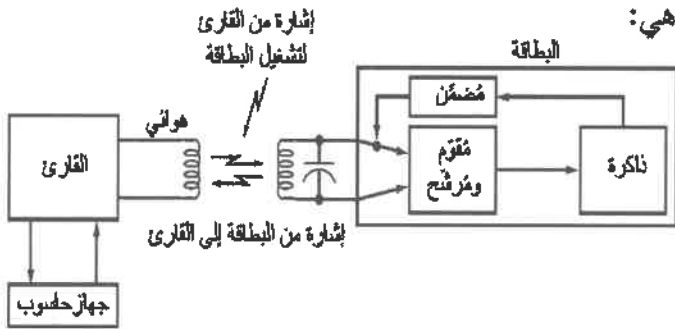 هي:
البطاقة
إشارة من القارئ
لتشغيل البطاقة
هوائي
مُضمِّن
القارئ
مُقوِّم
ومُرشِّح
ذاكرة
إشارة من البطاقة إلى القارئ
جهاز حاسوب